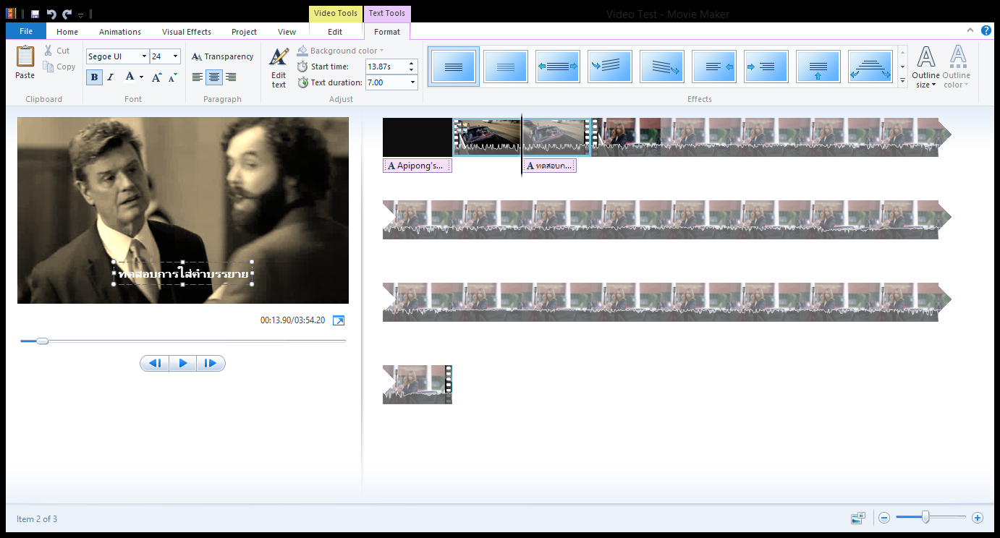 Video Tools Text Tools Video Test - Movie Maker
File Home Animations Visual Effects Project View Edit Format
Paste Cut Copy
Clipboard
Segoe UI 24
B I A A A
Font
AA Transparency
Paragraph
Edit text
Background color
Start time: 13.87s
Text duration: 7.00
Adjust
Effects
A Outline size
A Outline color
ทดสอบการใส่คำบรรยาย
00:13.90/03:54.20
A Apipong's...
A ทดสอบก...
Item 2 of 3